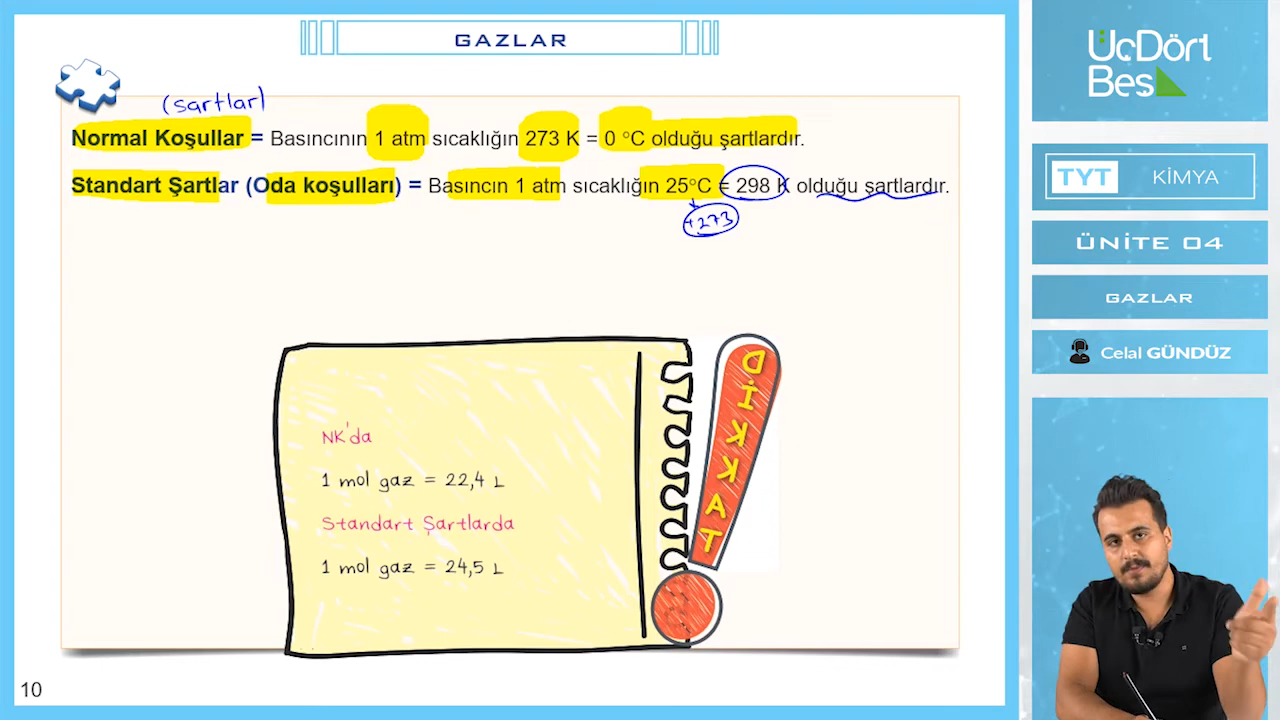 GAZLAR
(şartlar)
Normal Koşullar = Basıncının 1 atm sıcaklığın 273 K = 0 °C olduğu şartlardır.
Standart Şartlar (Oda koşulları) = Basıncın 1 atm sıcaklığın 25°C = 298 K olduğu şartlardır.
+273
NK'da
1 mol gaz = 22,4 L
Standart Şartlarda
1 mol gaz = 24,5 L
DİKKAT
10
ÜçDört
Beş
TYT KİMYA
ÜNİTE 04
GAZLAR
Celal GÜNDÜZ